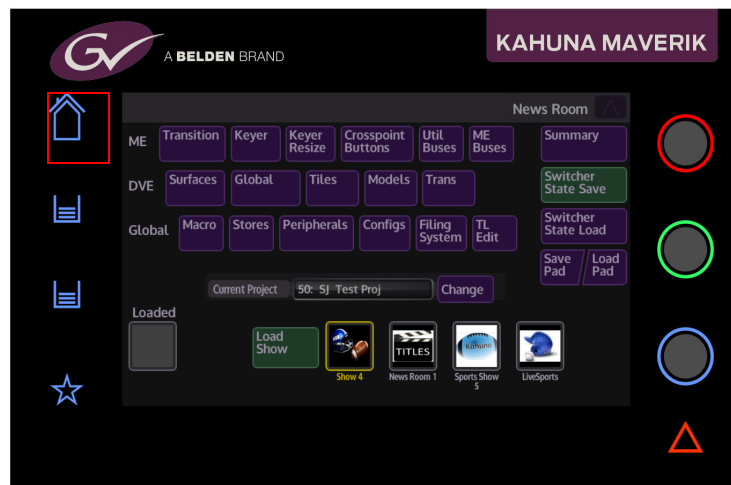 GV A BELDEN BRAND
KAHUNA MAVERIK
News Room
ME Transition Keyer Keyer Resize Crosspoint Buttons Util Buses ME Buses Summary
DVE Surfaces Global Tiles Models Trans Switcher State Save
Global Macro Stores Peripherals Configs Filing System TL Edit Switcher State Load
Save Pad Load Pad
Current Project 50: SJ Test Proj Change
Loaded
Load Show
TITLES Kahuna
Show 4 News Room 1 Sports Show 5 LiveSports